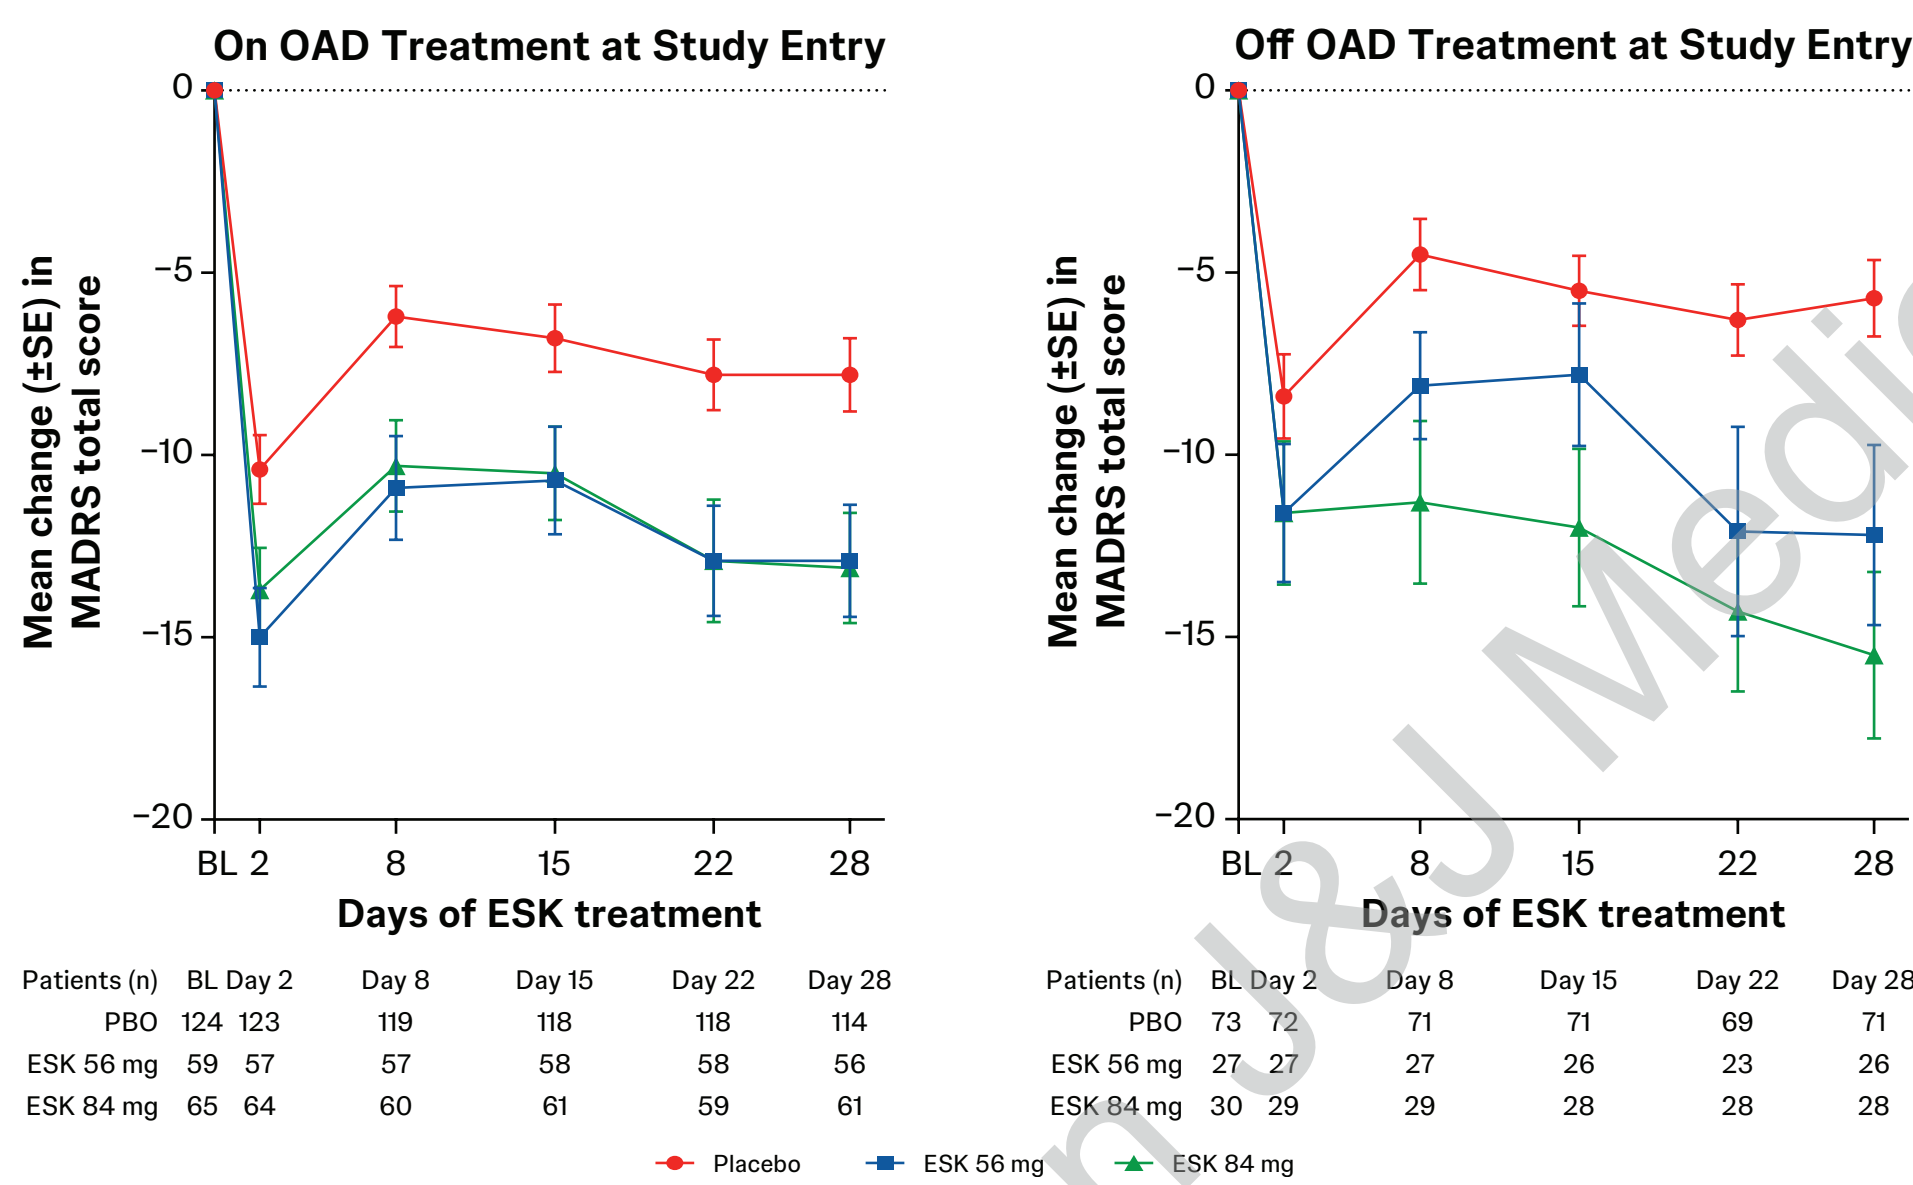 On OAD Treatment at Study Entry
0
−5
−10
−15
−20
Mean change (±SE) in
MADRS total score
BL 2 8 15 22 28
Days of ESK treatment
Patients (n) BL Day 2 Day 8 Day 15 Day 22 Day 28
PBO 124 123 119 118 118 114
ESK 56 mg 59 57 57 58 58 56
ESK 84 mg 65 64 60 61 59 61
Off OAD Treatment at Study Entry
0
−5
−10
−15
−20
Mean change (±SE) in
MADRS total score
BL 2 8 15 22 28
Days of ESK treatment
Patients (n) BL Day 2 Day 8 Day 15 Day 22 Day 28
PBO 73 72 71 71 69 71
ESK 56 mg 27 27 27 26 23 26
ESK 84 mg 30 29 29 28 28 28
Placebo ESK 56 mg ESK 84 mg
J&J